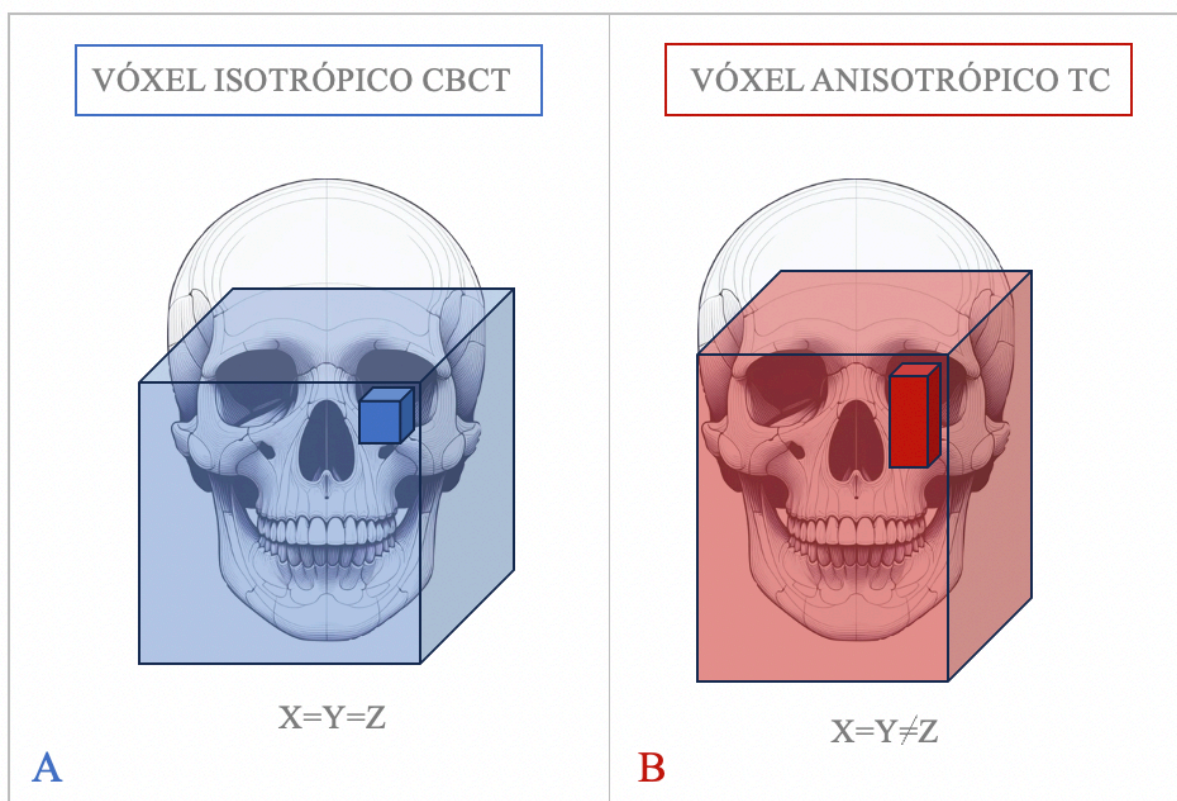 VÓXEL ISOTRÓPICO CBCT
X=Y=Z
A
VÓXEL ANISOTRÓPICO TC
X=Y≠Z
B